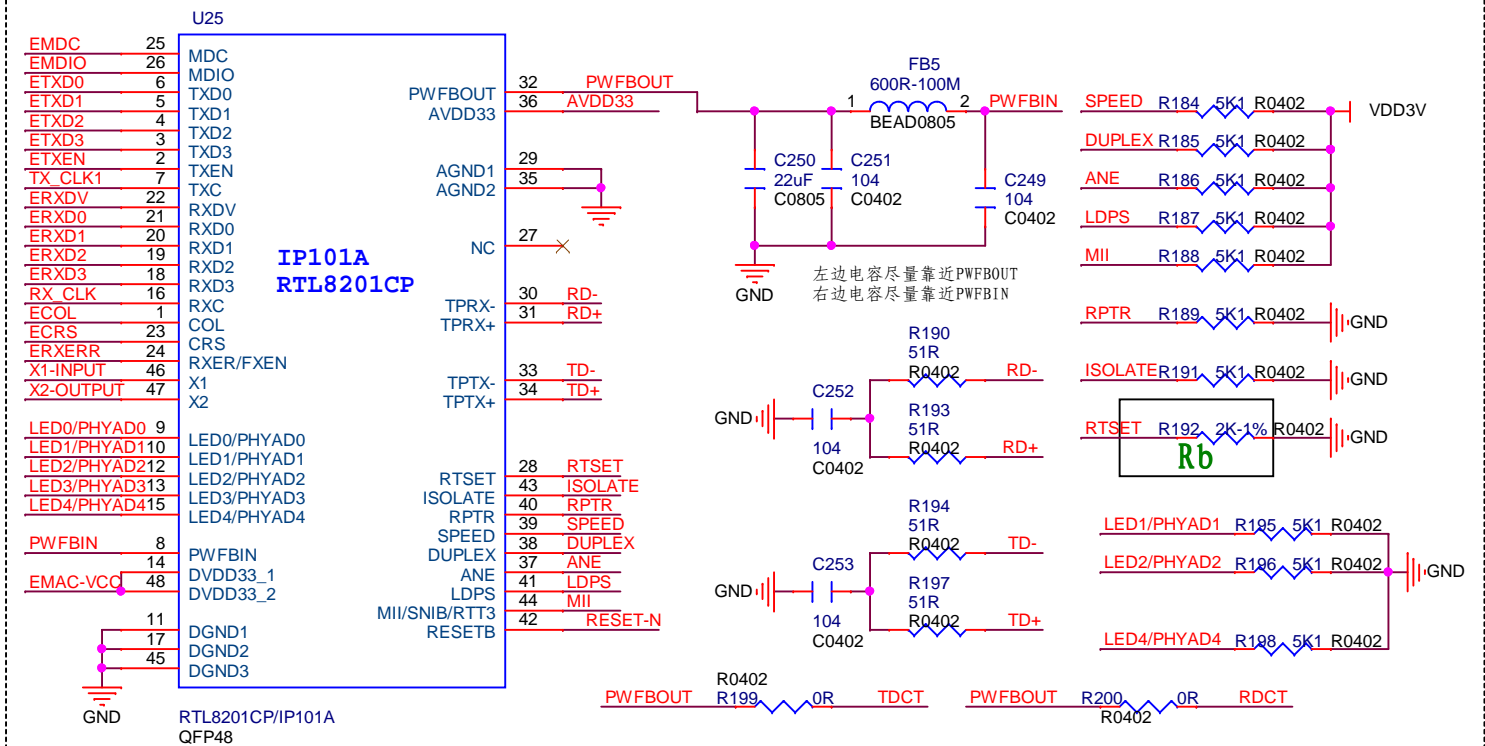 U25
EMDC 25 MDC
EMDIO 26 MDIO
ETXD0 6 TXD0
ETXD1 5 TXD1
ETXD2 4 TXD2
ETXD3 3 TXD3
ETXEN 2 TXEN
TX_CLK1 7 TXC
ERXDV 22 RXDV
ERXD0 21 RXD0
ERXD1 20 RXD1
ERXD2 19 RXD2
ERXD3 18 RXD3
RX_CLK 16 RXC
ECOL 1 COL
ECRS 23 CRS
ERXERR 24 RXER/FXEN
X1-INPUT 46 X1
X2-OUTPUT 47 X2
LED0/PHYAD0 9 LED0/PHYAD0
LED1/PHYAD1 10 LED1/PHYAD1
LED2/PHYAD2 12 LED2/PHYAD2
LED3/PHYAD3 13 LED3/PHYAD3
LED4/PHYAD4 15 LED4/PHYAD4
PWFBIN 8 PWFBIN
14 DVDD33_1
EMAC-VCC 48 DVDD33_2
11 DGND1
17 DGND2
45 DGND3
GND
IP101A
RTL8201CP
PWFBOUT 32 PWFBOUT
AVDD33 36 AVDD33
AGND1 29
AGND2 35
NC 27
TPRX- 30 RD-
TPRX+ 31 RD+
TPTX- 33 TD-
TPTX+ 34 TD+
RTSET 28 RTSET
ISOLATE 43 ISOLATE
RPTR 40 RPTR
SPEED 39 SPEED
DUPLEX 38 DUPLEX
ANE 37 ANE
LDPS 41 LDPS
MII/SNIB/RTT3 44 MII
RESETB 42 RESET-N
RTL8201CP/IP101A
QFP48
FB5
600R-100M
1 2 PWFBIN
BEAD0805
C250
22uF
C0805
C251
104
C0402
C249
104
C0402
GND
左边电容尽量靠近PWFBOUT
右边电容尽量靠近PWFBIN
R190
51R
R0402 RD-
C252
GND
104
C0402
R193
51R
R0402 RD+
R194
51R
R0402 TD-
C253
GND
104
C0402
R197
51R
R0402 TD+
R0402
PWFBOUT R199 0R TDCT
PWFBOUT R200 0R RDCT
R0402
SPEED R184 5K1 R0402 VDD3V
DUPLEX R185 5K1 R0402
ANE R186 5K1 R0402
LDPS R187 5K1 R0402
MII R188 5K1 R0402
RPTR R189 5K1 R0402 GND
ISOLATE R191 5K1 R0402 GND
RTSET R192 2K-1% R0402 GND
Rb
LED1/PHYAD1 R195 5K1 R0402
LED2/PHYAD2 R196 5K1 R0402 GND
LED4/PHYAD4 R198 5K1 R0402